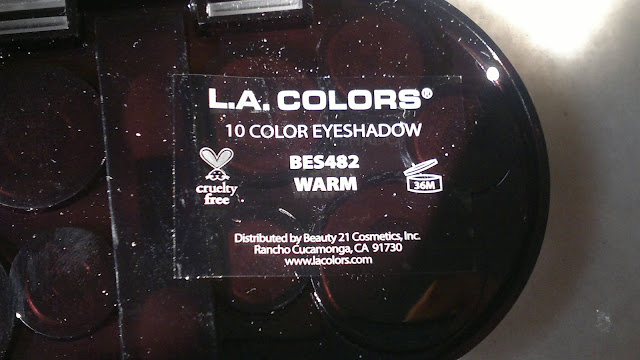 L.A. COLORS®
10 COLOR EYESHADOW
BES482
WARM
cruelty
free
36M
Distributed by Beauty 21 Cosmetics, Inc.
Rancho Cucamonga, CA 91730
www.lacolors.com